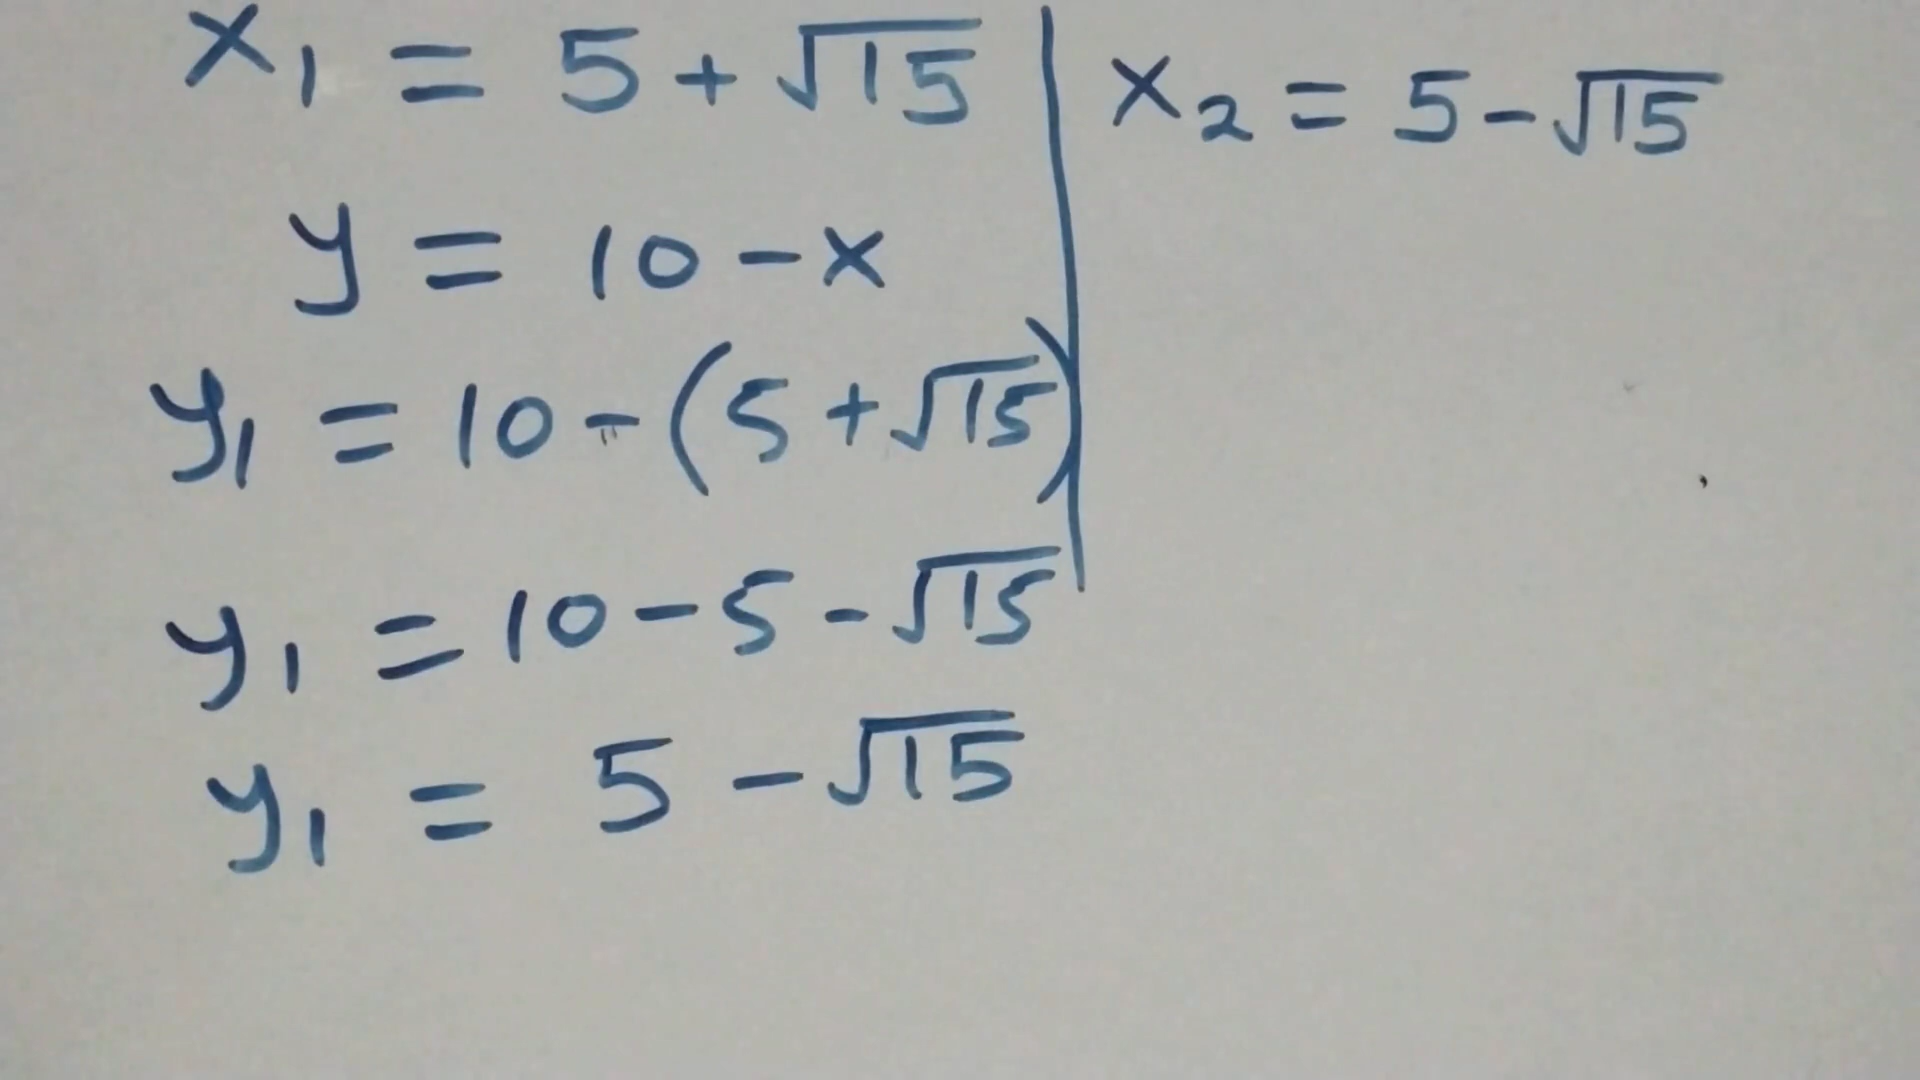 x₁ = 5 + √15
y = 10 - x
y₁ = 10 - (5 + √15)
y₁ = 10 - 5 - √15
y₁ = 5 - √15
x₂ = 5 - √15